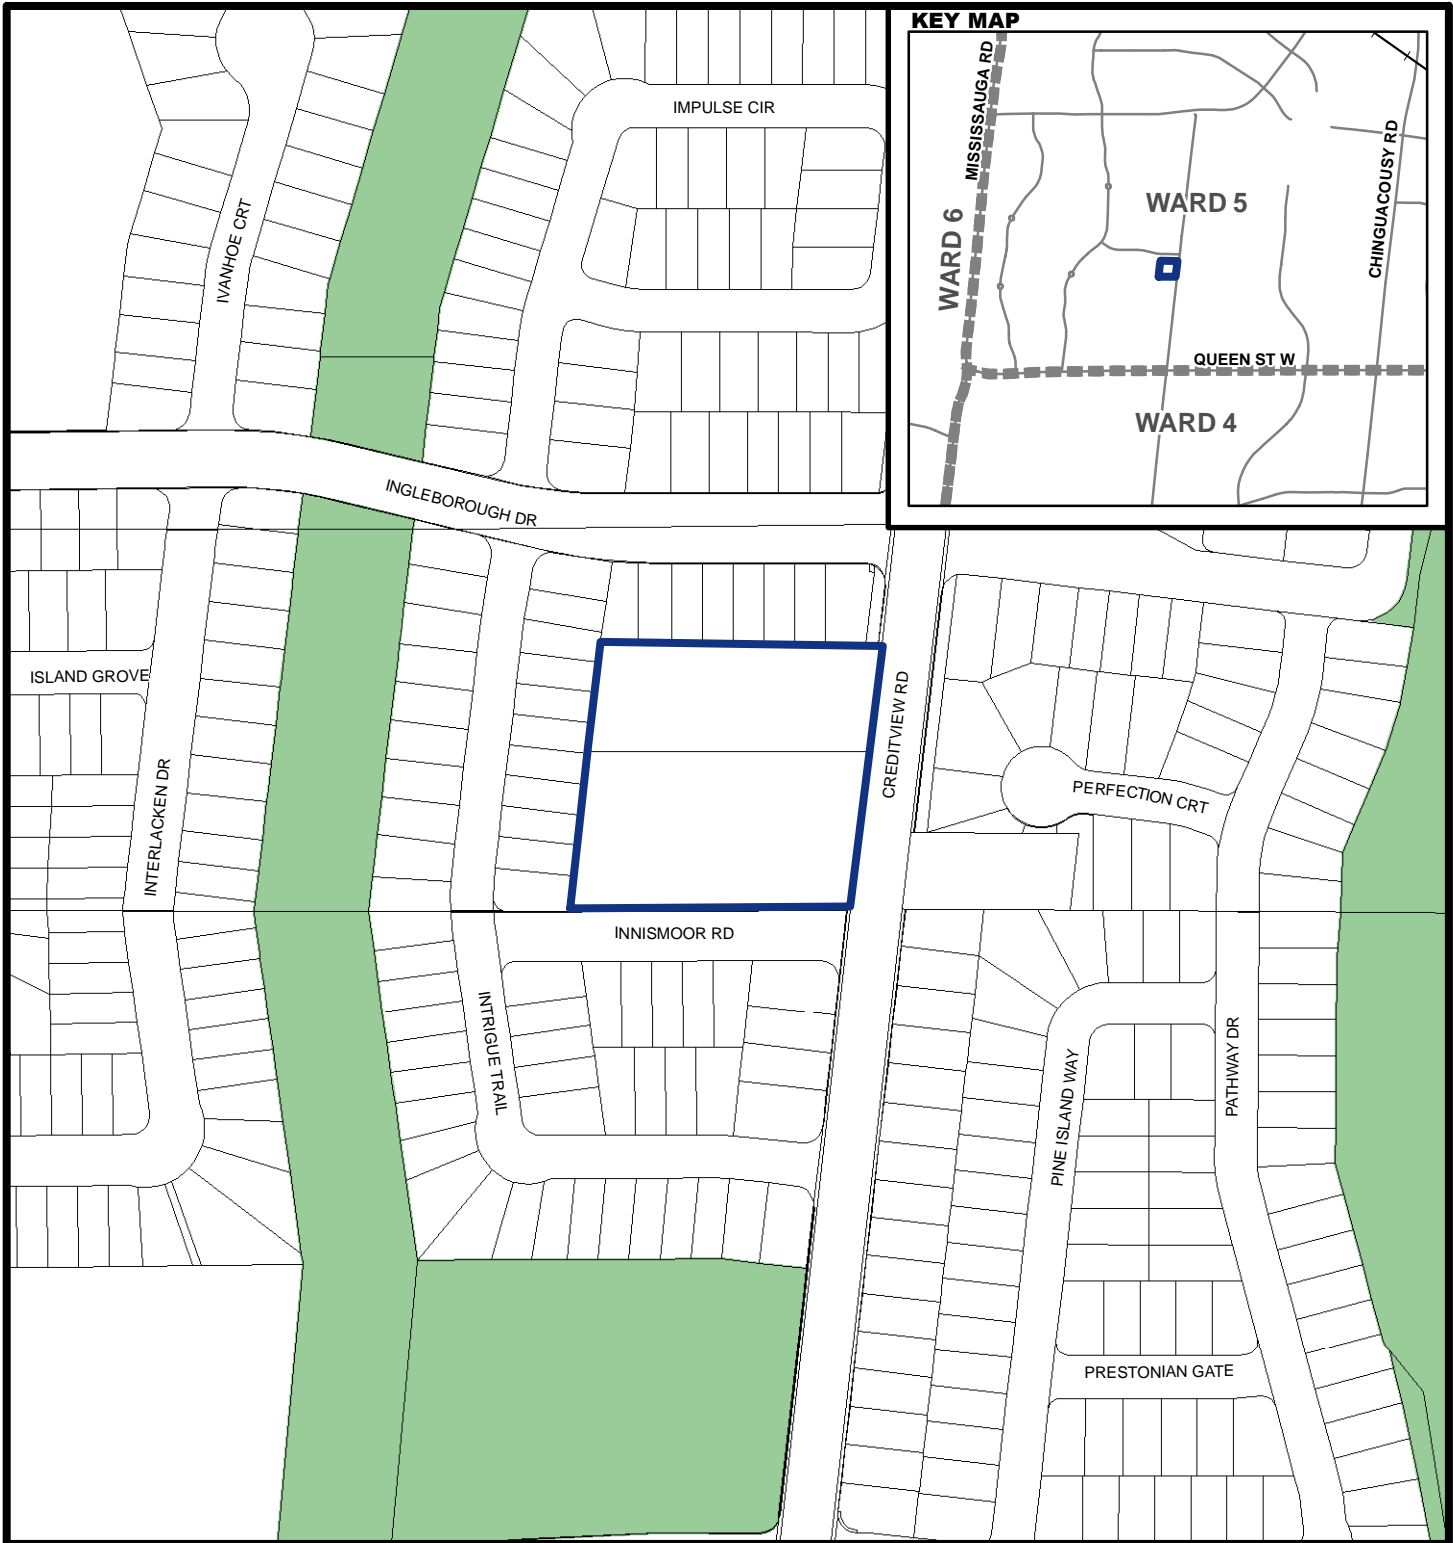 KEY MAP
MISSISSAUGA RD
CHINGUACOUSY RD
WARD 5
WARD 6
QUEEN ST W
WARD 4
IMPULSE CIR
IVANHOE CRT
INGLEBOROUGH DR
ISLAND GROVE
CREDITVIEW RD
INTERLACKEN DR
PERFECTION CRT
INNISMOOR RD
INTRIGUE TRAIL
PINE ISLAND WAY
PATHWAY DR
PRESTONIAN GATE